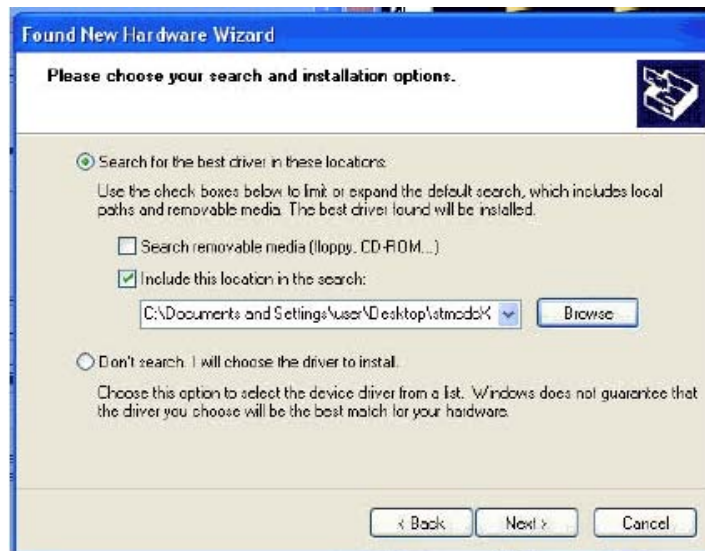 Found New Hardware Wizard
Please choose your search and installation options.
Search for the best driver in these locations.
Use the check boxes below to limit or expand the default search, which includes local
paths and removable media. The best driver found will be installed.
Search removable media (floppy, CD-ROM...)
Include this location in the search:
C:\Documents and Settings\user\Desktop\
Browse
Don't search. I will choose the driver to install.
Choose this option to select the device driver from a list. Windows does not guarantee that
the driver you choose will be the best match for your hardware.
< Back
Next >
Cancel